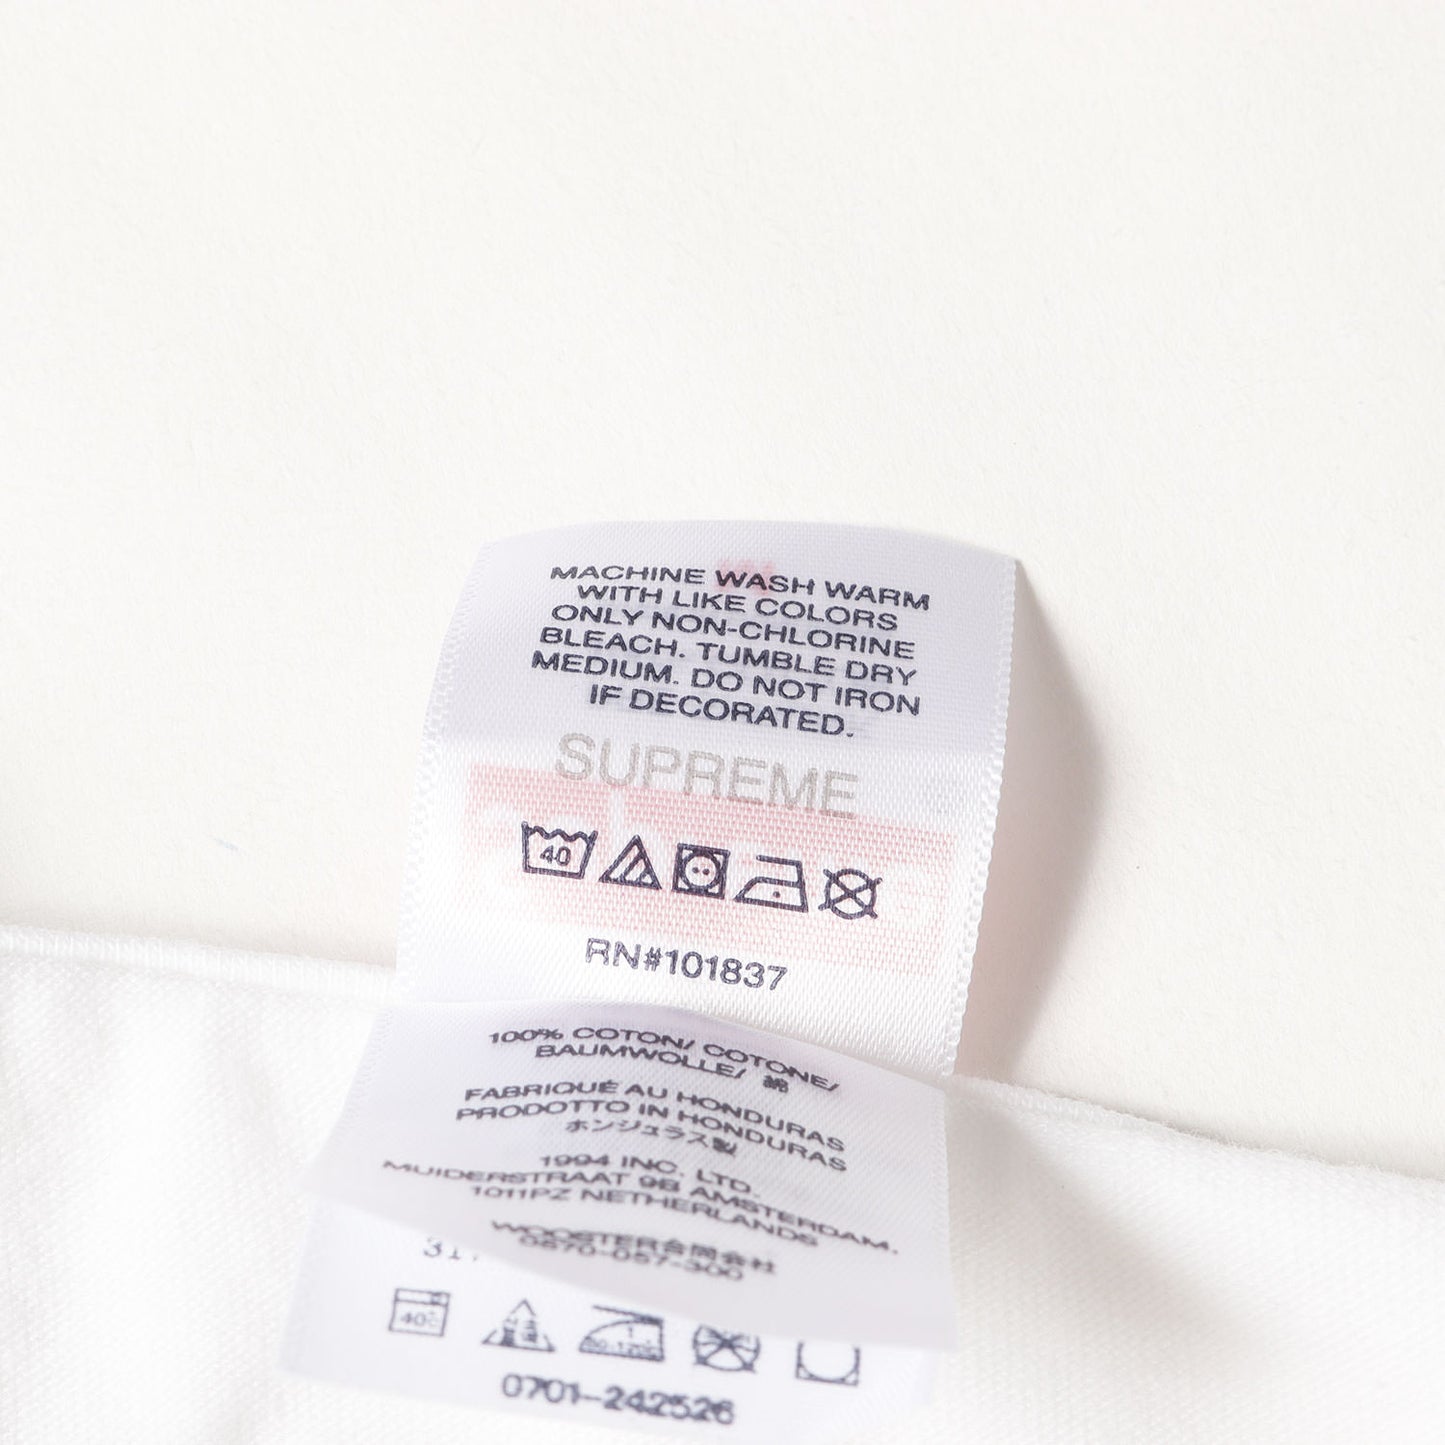 MACHINE WASH WARM
WITH LIKE COLORS
ONLY NON-CHLORINE
BLEACH. TUMBLE DRY
MEDIUM. DO NOT IRON
IF DECORATED.
SUPREME
40
RN#101837
100% COTON/ COTONE/
BAUMWOLLE/ 綿
FABRIQUÉ AU HONDURAS
PRODOTTO IN HONDURAS
ホンジュラス製
1994 INC. LTD.
MUIDERSTRAAT 9B AMSTERDAM.
1011PZ NETHERLANDS
WOOSTER合同会社
0570-057-300
40
0701-242526